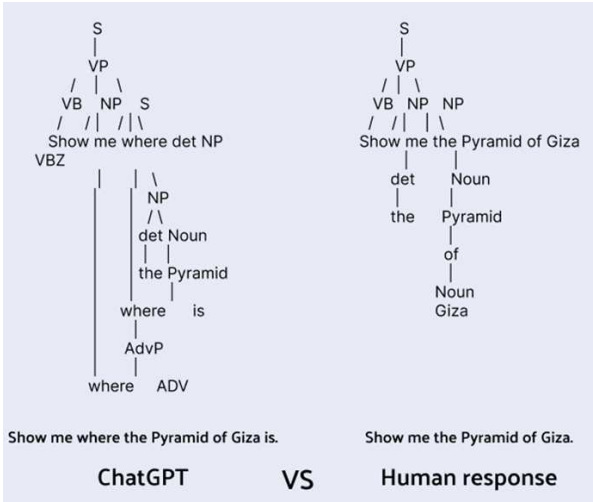 S
VP
VB NP S
Show me where det NP
VBZ
NP
det Noun
the Pyramid
where is
AdvP
where ADV
Show me where the Pyramid of Giza is.
ChatGPT
VS
S
VP
VB NP NP
Show me the Pyramid of Giza
det Noun
the Pyramid
of
Noun
Giza
Show me the Pyramid of Giza.
Human response